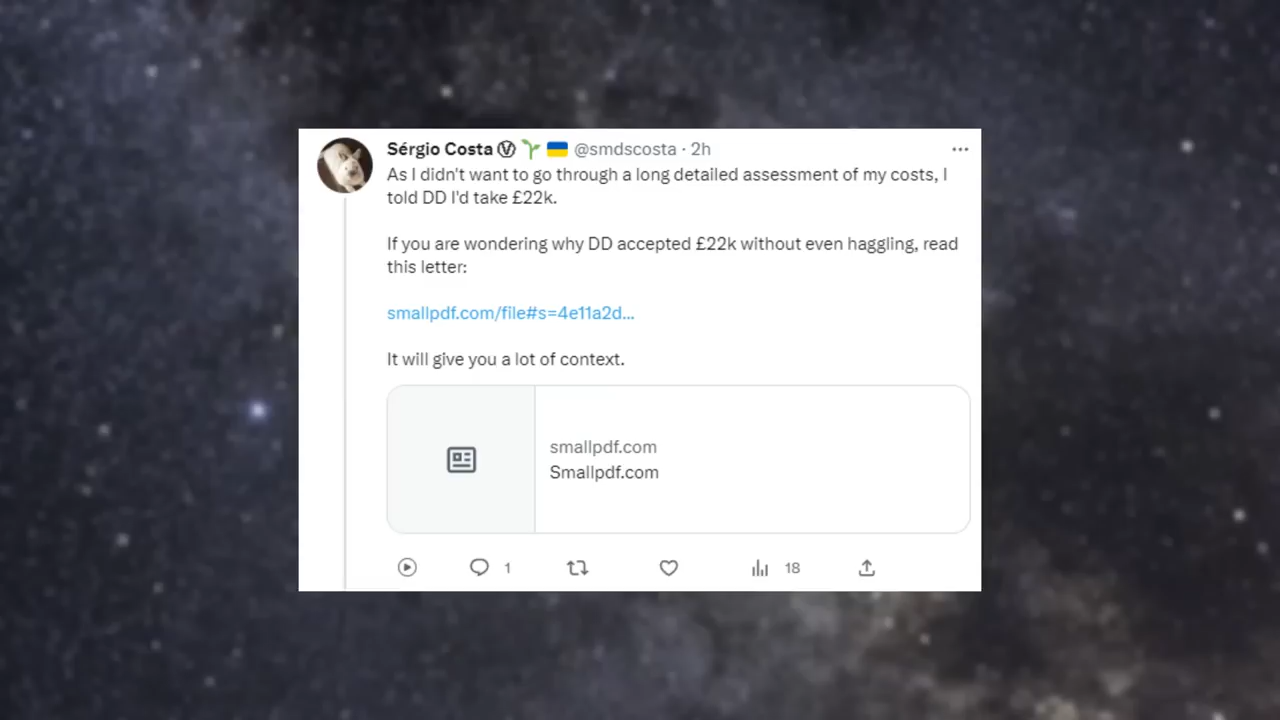 Sérgio Costa Ⓥ 🌱 🇺🇦 @smdscosta · 2h
As I didn't want to go through a long detailed assessment of my costs, I
told DD I'd take £22k.
If you are wondering why DD accepted £22k without even haggling, read
this letter:
smallpdf.com/file#s=4e11a2d...
It will give you a lot of context.
smallpdf.com
Smallpdf.com
1
18